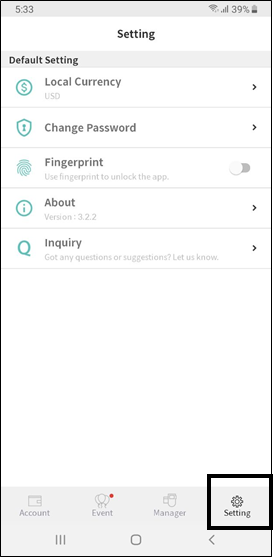 5:33
39%
Setting
Default Setting
Local Currency
USD
Change Password
Fingerprint
Use fingerprint to unlock the app.
About
Version : 3.2.2
Inquiry
Got any questions or suggestions? Let us know.
Account
Event
Manager
Setting